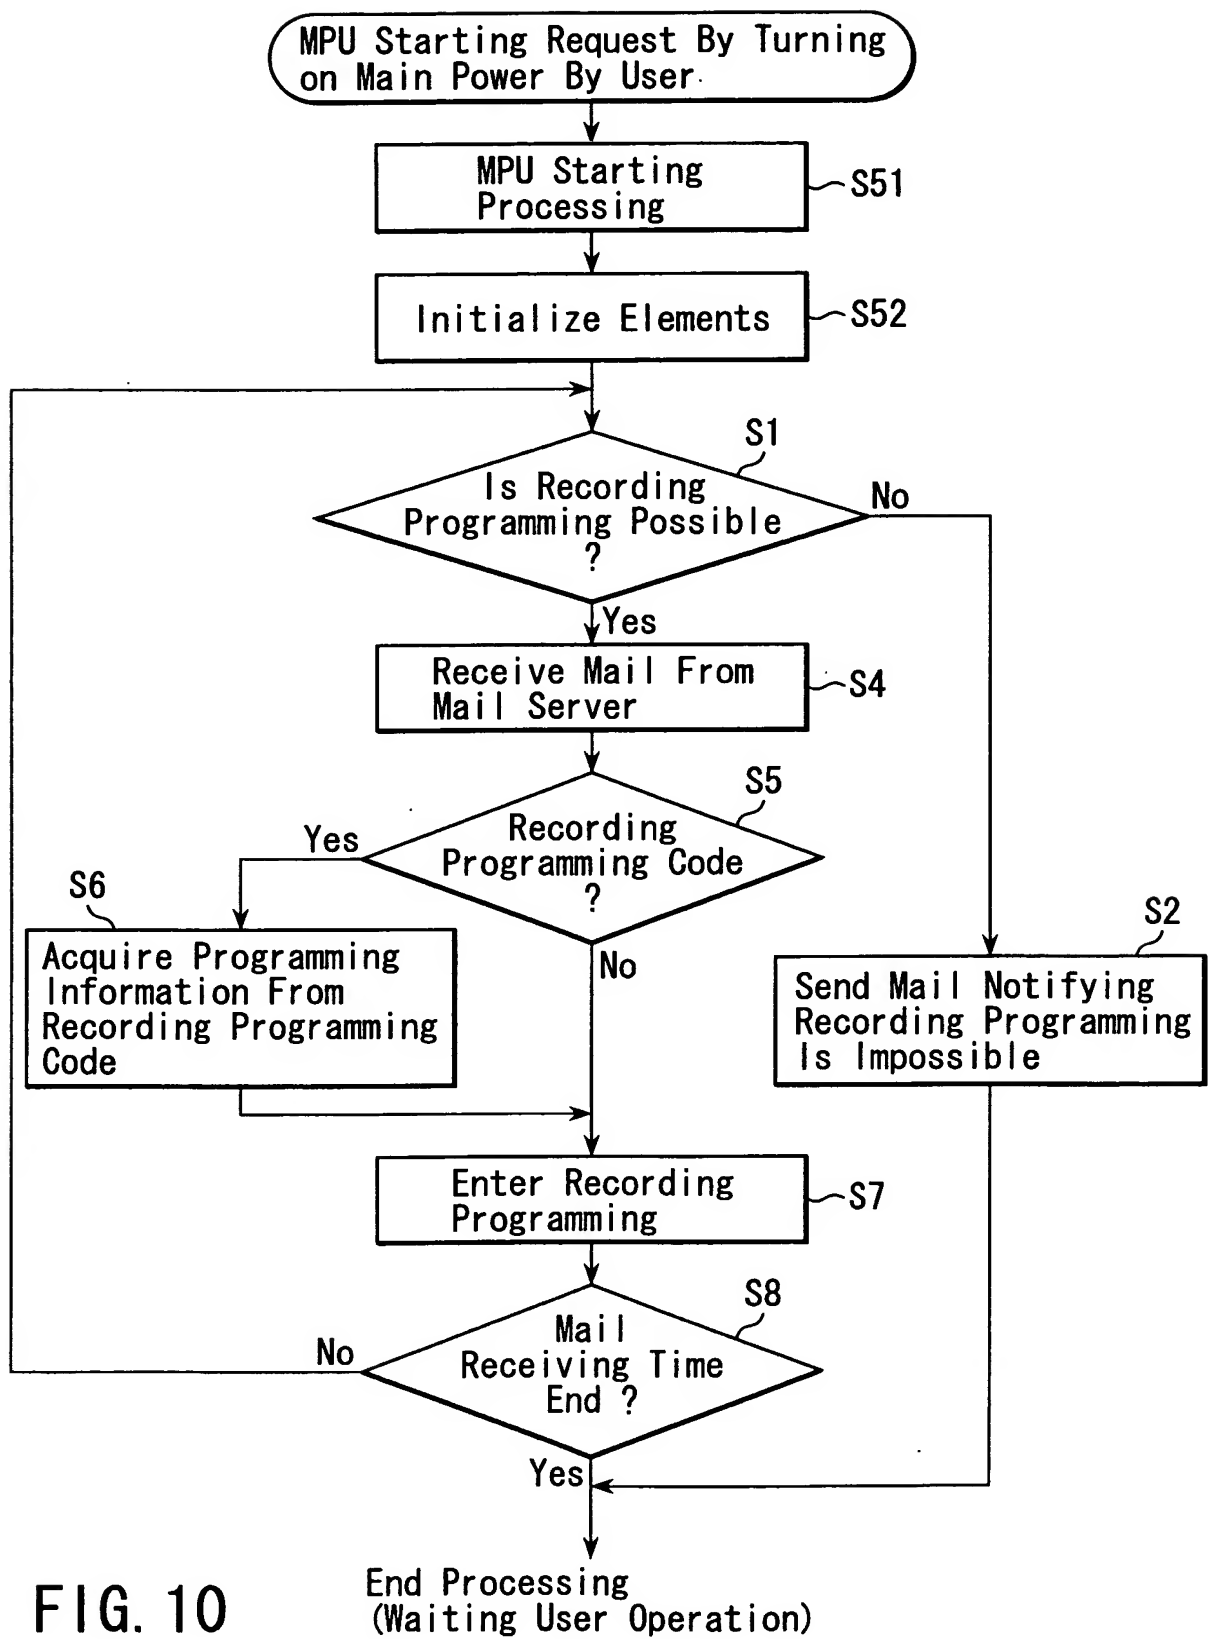 MPU Starting Request By Turning
on Main Power By User
MPU Starting
Processing
S51
Initialize Elements
S52
S1
Is Recording
Programming Possible
?
No
Yes
Receive Mail From
Mail Server
S4
S5
Recording
Programming Code
?
Yes
No
S6
Acquire Programming
Information From
Recording Programming
Code
S2
Send Mail Notifying
Recording Programming
Is Impossible
Enter Recording
Programming
S7
S8
Mail
Receiving Time
End ?
No
Yes
End Processing
(Waiting User Operation)
FIG. 10